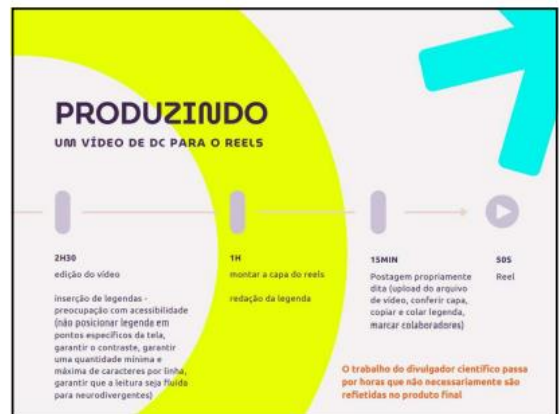 PRODUZINDO
UM VÍDEO DE DC PARA O REELS
2H30
edição do vídeo
inserção de legendas -
preocupação com acessibilidade
(não posicionar legenda em
pontos específicos da tela,
garantir o contraste, garantir
uma quantidade mínima e
máxima de caracteres por linha,
garantir que a leitura seja fluída
para neurodivergentes)
1H
montar a capa do reels
redação da legenda
15MIN
Postagem propriamente
dita (upload do arquivo
de vídeo, conferir capa,
copiar e colar legenda,
marcar colaboradores)
50S
Reel
O trabalho do divulgador científico passa
por horas que não necessariamente são
refletidas no produto final